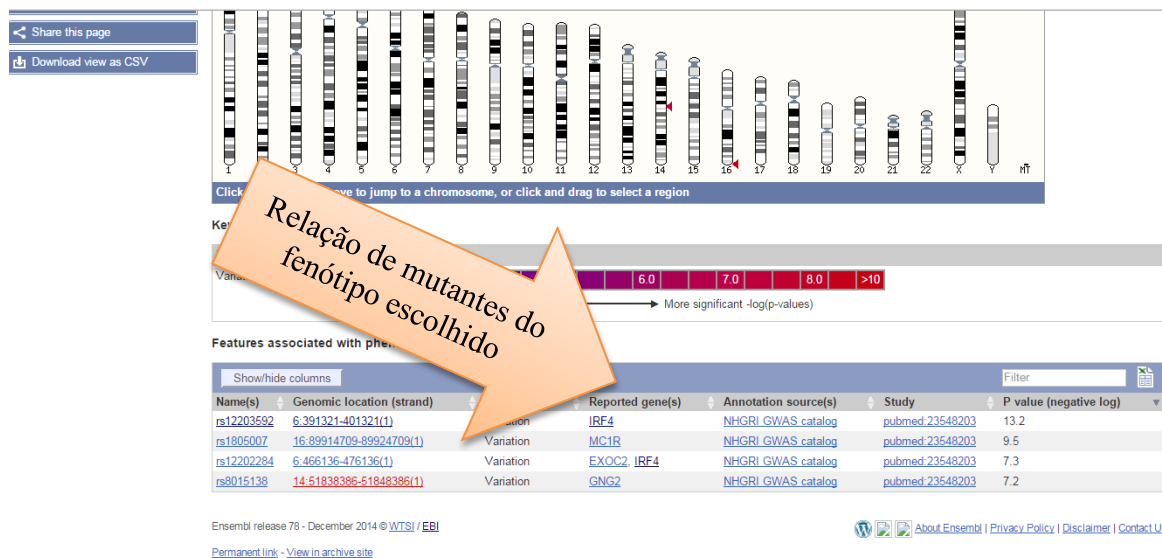 Share this page
Download view as CSV
1 3 4 5 6 7 8 9 10 11 12 13 14 15 16 17 18 19 20 21 22 X Y MT
Click to jump to a chromosome, or click and drag to select a region
Relação de mutantes do
fenótipo escolhido
6.0 7.0 8.0 >10
More significant -log(p-values)
Features associated with
Show/hide columns Filter
Name(s) Genomic location (strand) Reported gene(s) Annotation source(s) Study P value (negative log)
rs12203592 6:391321-401321(1) IRF4 NHGRI GWAS catalog pubmed:23548203 13.2
rs1805007 16:89914709-89924709(1) Variation MC1R NHGRI GWAS catalog pubmed:23548203 9.5
rs12202284 6:466136-476136(1) Variation EXOC2, IRF4 NHGRI GWAS catalog pubmed:23548203 7.3
rs8015138 14:51838386-51848386(1) Variation GNG2 NHGRI GWAS catalog pubmed:23548203 7.2
Ensembl release 78 - December 2014 © WTSI / EBI About Ensembl | Privacy Policy | Disclaimer | Contact U
Permanent link - View in archive site